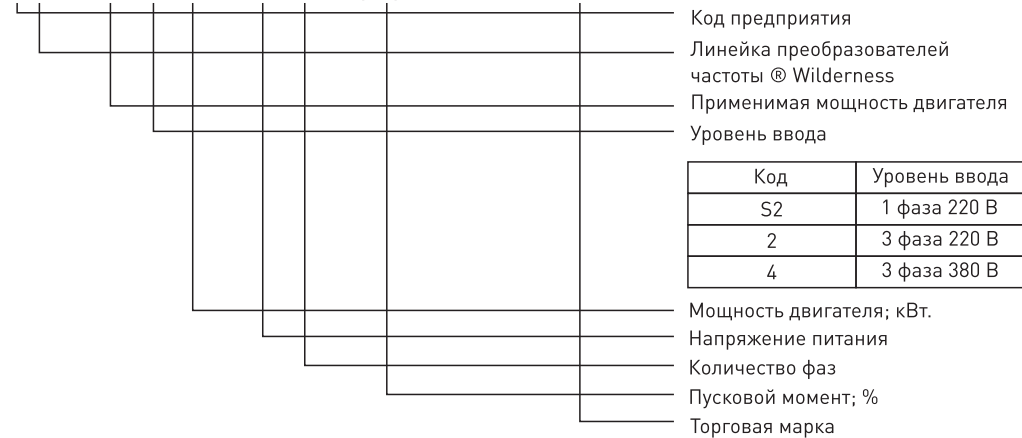 Код предприятия
Линейка преобразователей
частоты ® Wilderness
Применимая мощность двигателя
Уровень ввода
Код Уровень ввода
S2 1 фаза 220 В
2 3 фаза 220 В
4 3 фаза 380 В
Мощность двигателя; кВт.
Напряжение питания
Количество фаз
Пусковой момент; %
Торговая марка